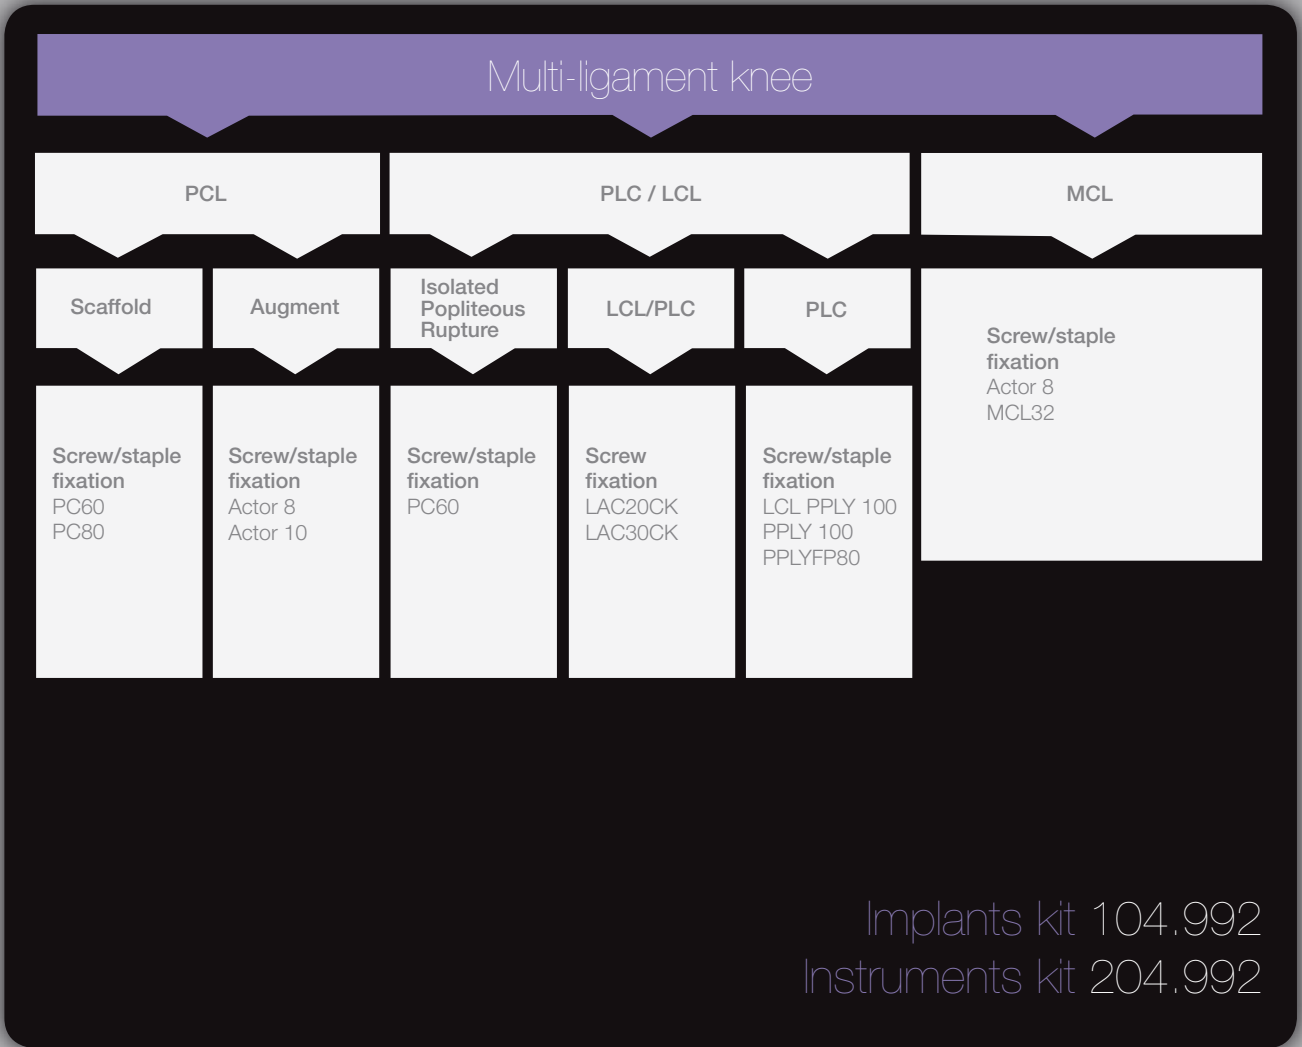 Multi-ligament knee
PCL
PLC / LCL
MCL
Scaffold
Augment
Isolated
Popliteous
Rupture
LCL/PLC
PLC
Screw/staple
fixation
PC60
PC80
Screw/staple
fixation
Actor 8
Actor 10
Screw/staple
fixation
PC60
Screw
fixation
LAC20CK
LAC30CK
Screw/staple
fixation
LCL PPLY 100
PPLY 100
PPLYFP80
Screw/staple
fixation
Actor 8
MCL32
Implants kit 104.992
Instruments kit 204.992